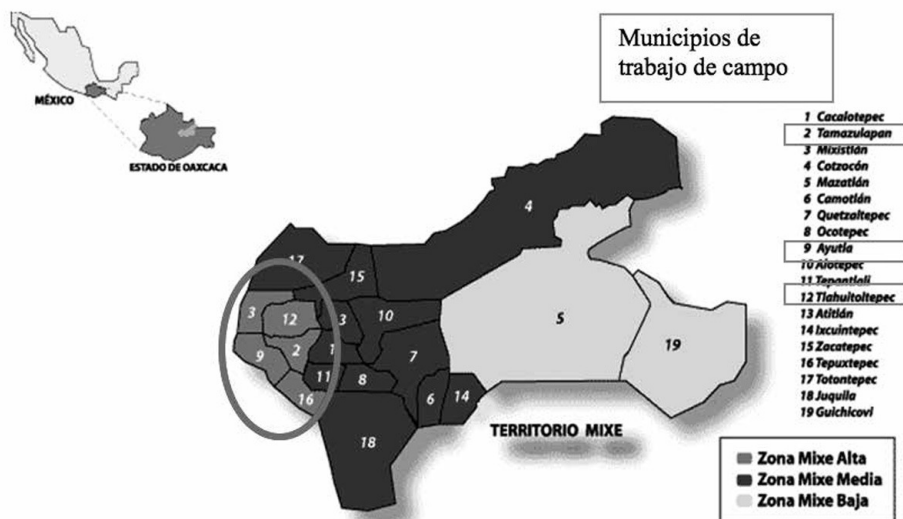 Municipios de
trabajo de campo
MÉXICO
ESTADO DE OAXCACA
1 Cacalotepec
2 Tamazulapan
3 Mixistlán
4 Cotzocón
5 Mazatlán
6 Camotlán
7 Quetzaltepec
8 Ocotepec
9 Ayutla
10 Alotepec
11 Tepantlali
12 Tlahuitoltepec
13 Atitlán
14 Ixcuintepec
15 Zacatepec
16 Tepuxtepec
17 Totontepec
18 Juquila
19 Guichicovi
4
17
15
3
12
3
10
5
19
9
2
1
7
11
8
16
6
14
18
TERRITORIO MIXE
Zona Mixe Alta
Zona Mixe Media
Zona Mixe Baja